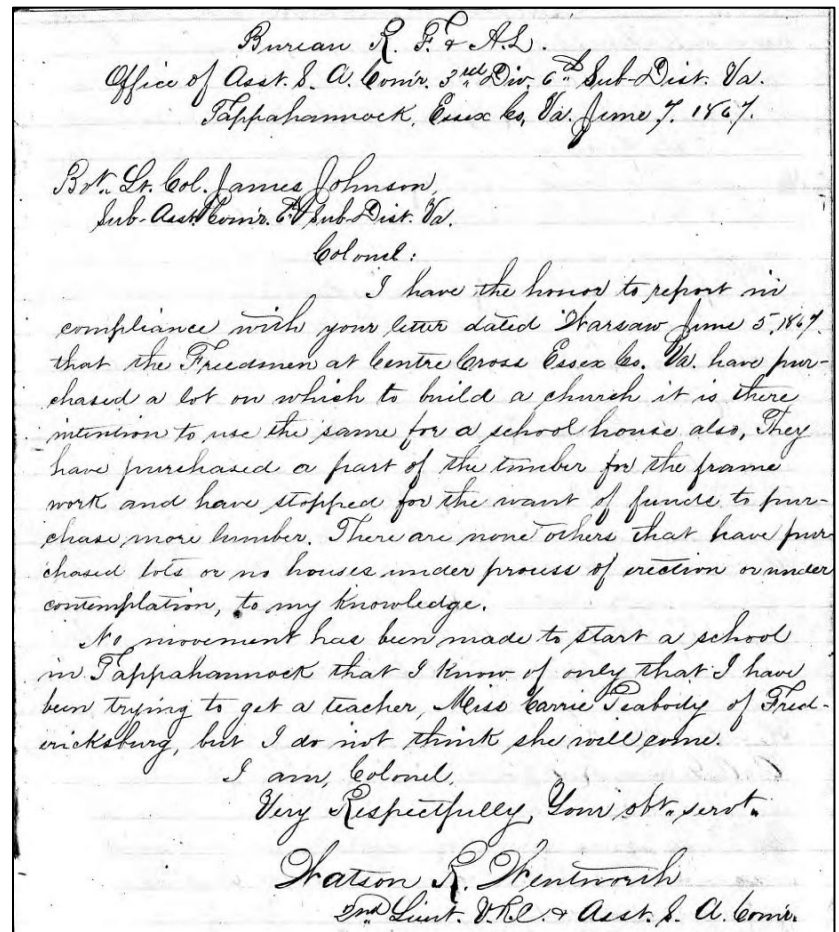 Bureau R. F. & A. L.
Office of Asst. S. A. Comr. 3rd Div. 6th Sub-Dist. Va.
Tappahannock, Essex Co, Va. June 7. 1867.
Bvt. Lt. Col. James Johnson,
Sub-Asst. Comr. 6th Sub-Dist. Va.
Colonel:
I have the honor to report in
compliance with your letter dated Warsaw June 5. 1867.
that the Freedmen at Centre Cross Essex Co. Va. have pur-
chased a lot on which to build a church it is there
intention to use the same for a school house also, They
have purchased a part of the timber for the frame
work and have stopped for the want of funds to pur-
chase more lumber. There are none others that have pur
chased lots or no houses under process of erection or under
contemplation, to my knowledge.
No movement has been made to start a school
in Tappahannock that I know of only that I have
been trying to get a teacher, Miss Carrie Peabody of Fred-
ericksburg, but I do not think she will come.
I am, Colonel,
Very Respectfully, Your obt. servt.
Watson R. Wentworth
2nd Lieut. V.R.C. & Asst. S. A. Comr.